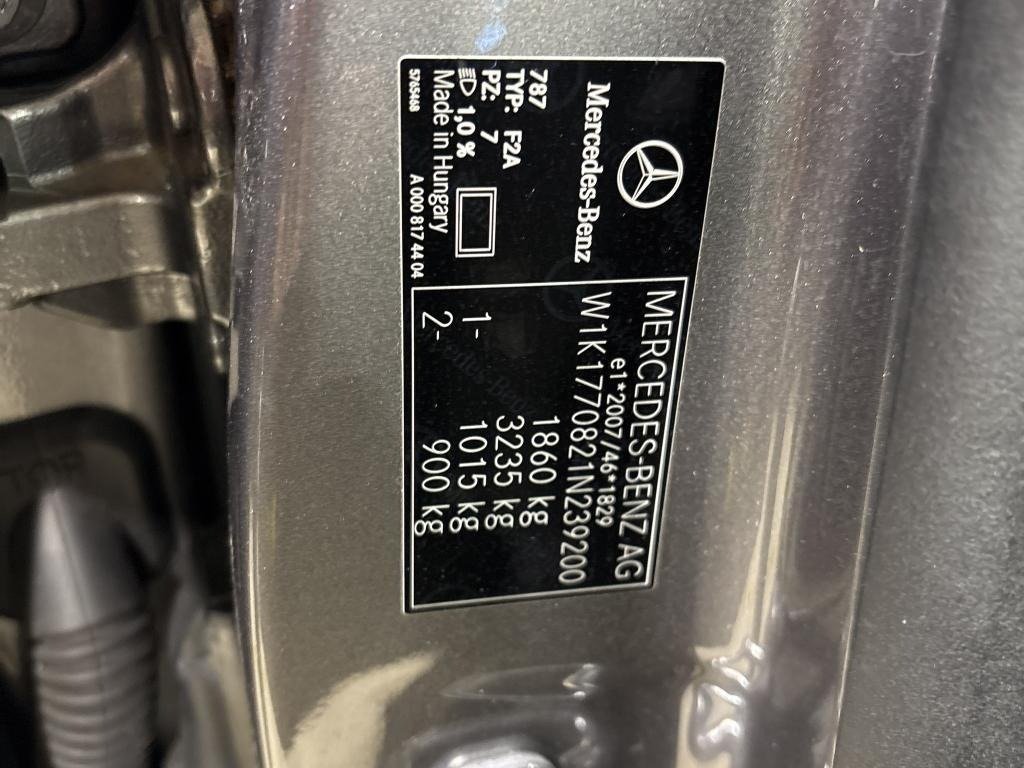 Mercedes-Benz
787
TYP: F2A
PZ: 7
1,0 %
Made in Hungary
5765468 A 000 817 44 04
MERCEDES-BENZ AG
e1*2007/46*1829
W1K1770821N239200
1860 kg
3235 kg
1- 1015 kg
2- 900 kg